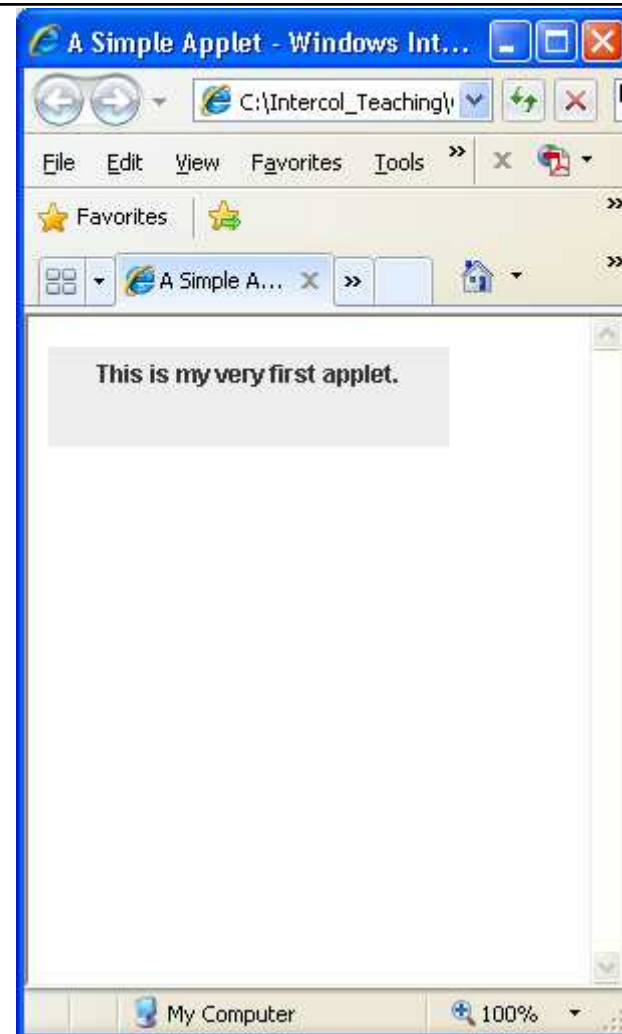 A Simple Applet - Windows Int...
C:\Intercol_Teaching\
File Edit View Favorites Tools »
Favorites »
A Simple A... » »
This is my very first applet.
My Computer 100%